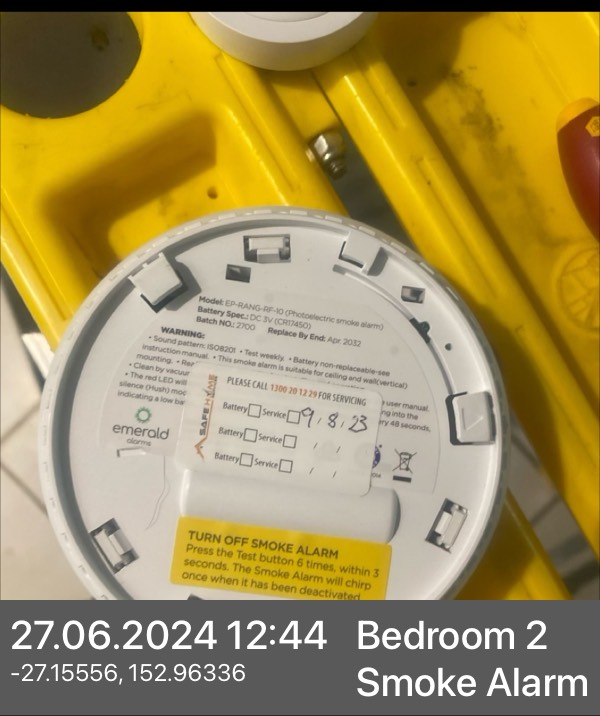 Model: EP-RANG-RF-10 (Photoelectric smoke alarm)
Battery Spec.: DC 3V (CR17450)
Batch NO.: 2700 Replace By End: Apr. 2032
WARNING:
• Sound pattern: ISO8201 • Test weekly. • Battery non-replaceable-see
instruction manual. • This smoke alarm is suitable for ceiling and wall(vertical)
mounting.
user manual.
• Clean by vacuu
ng into the
• The red LED will
ry 48 seconds,
silence (Hush) mod
indicating a low ba
SAFE HOME
PLEASE CALL 1300 20 12 29 FOR SERVICING
Battery Service 9/8/23
Battery Service / /
Battery Service / /
emerald
alarms
TURN OFF SMOKE ALARM
Press the Test button 6 times, within 3
seconds. The Smoke Alarm will chirp
once when it has been deactivated
27.06.2024 12:44 Bedroom 2
-27.15556, 152.96336 Smoke Alarm